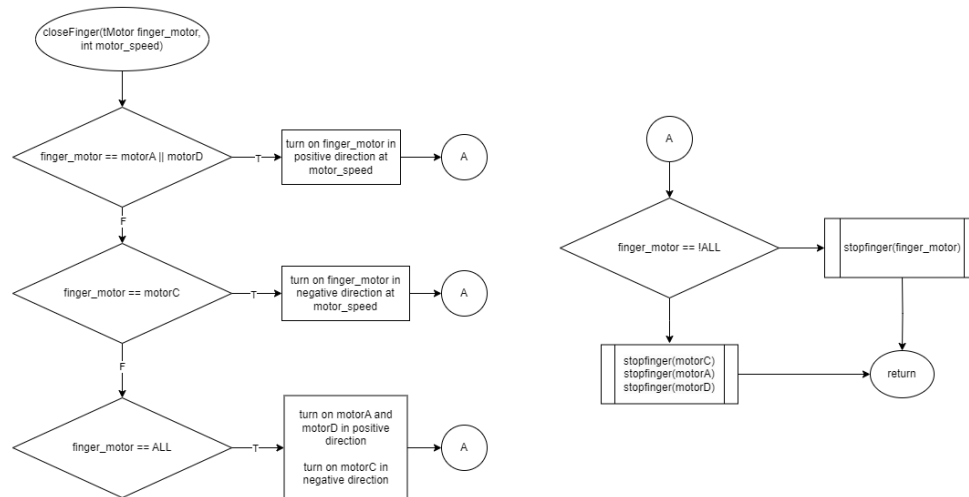 closeFinger(tMotor finger_motor,
int motor_speed)
finger_motor == motorA || motorD
T
turn on finger_motor in
positive direction at
motor_speed
A
F
finger_motor == motorC
T
turn on finger_motor in
negative direction at
motor_speed
A
F
finger_motor == ALL
T
turn on motorA and
motorD in positive
direction
turn on motorC in
negative direction
A
A
finger_motor == !ALL
stopfinger(finger_motor)
stopfinger(motorC)
stopfinger(motorA)
stopfinger(motorD)
return